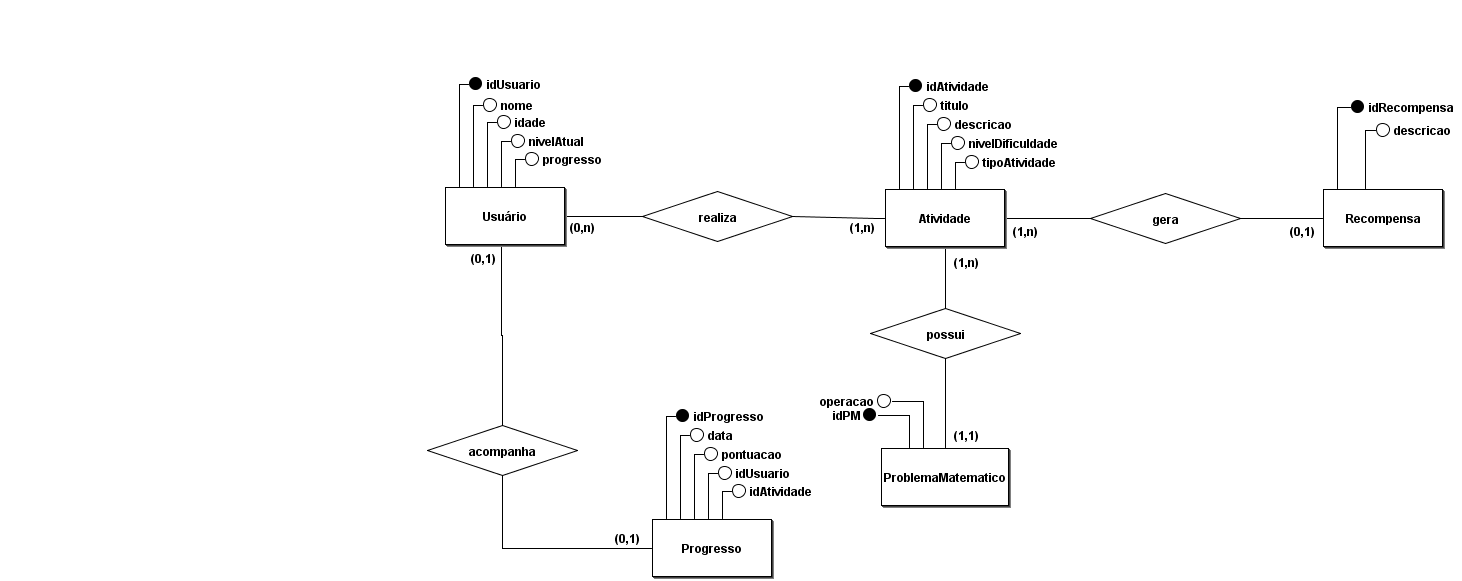 idUsuario
nome
idade
nivelAtual
progresso
Usuário
(0,n)
(0,1)
realiza
(1,n)
idAtividade
titulo
descricao
nivelDificuldade
tipoAtividade
Atividade
(1,n)
(1,n)
gera
(0,1)
idRecompensa
descricao
Recompensa
possui
operacao
idPM
(1,1)
ProblemaMatematico
acompanha
(0,1)
idProgresso
data
pontuacao
idUsuario
idAtividade
Progresso